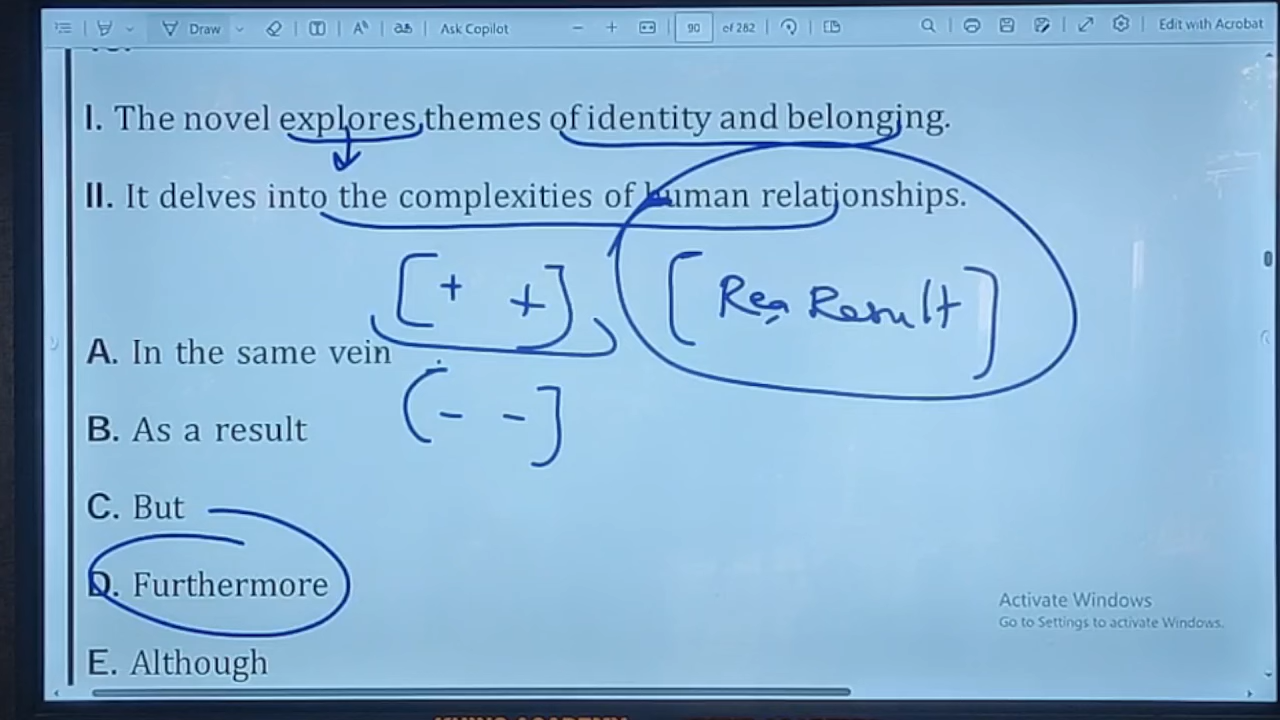 Draw Ask Copilot 90 of 282 Edit with Acrobat
I. The novel explores themes of identity and belonging.
II. It delves into the complexities of human relationships.
[+ +] [Rea Result]
A. In the same vein
(- -]
B. As a result
C. But
D. Furthermore
Activate Windows
Go to Settings to activate Windows.
E. Although